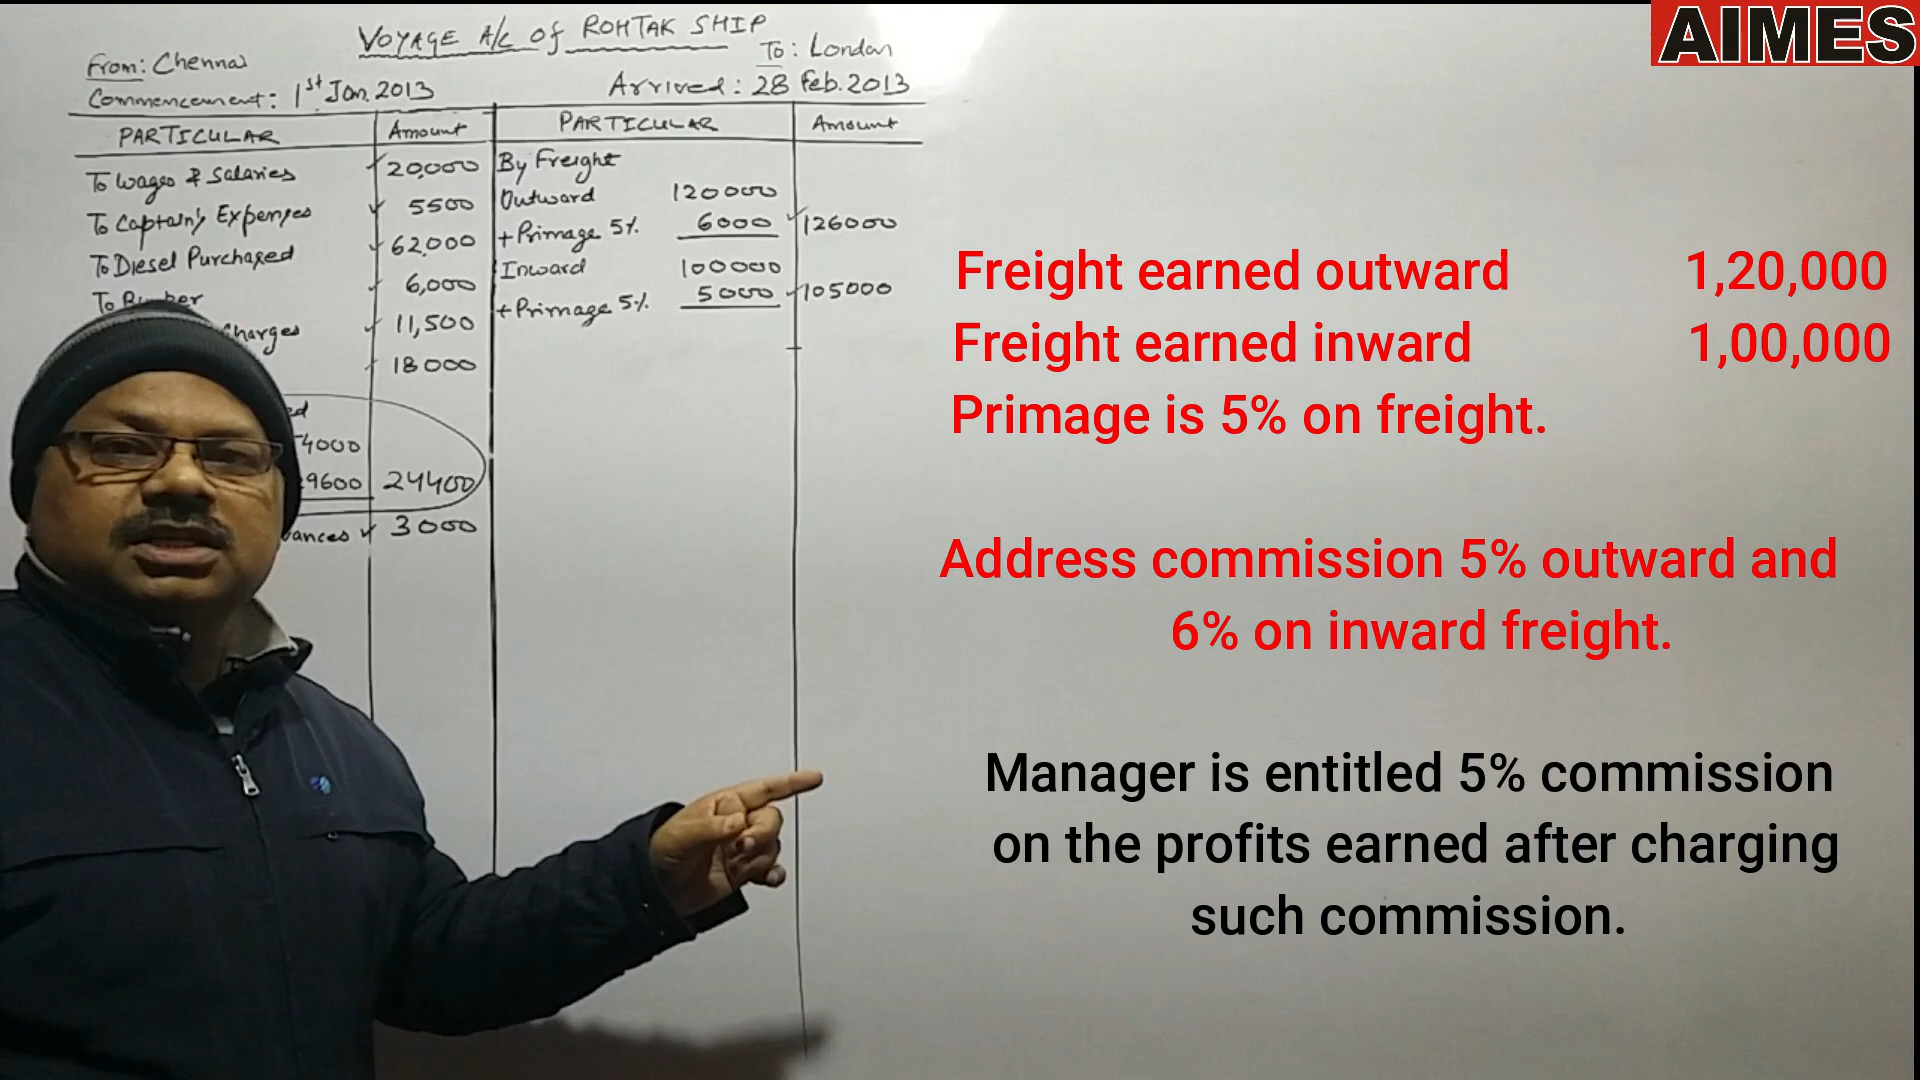 AIMES
VOYAGE A/C of ROHTAK SHIP
From: Chennai
To: London
Commencement: 1st Jan. 2013
Arrived: 28 Feb. 2013
PARTICULAR Amount PARTICULAR Amount
To Wages & Salaries 20,000 By Freight
To Captain's Expenses 5500 Outward 120000
To Diesel Purchased 62,000 + Primage 5% 6000 126000
To 6,000 Inward 100000
Charges 11,500 + Primage 5% 5000 105000
18000
ed
4000
9600 24400
3000
Freight earned outward 1,20,000
Freight earned inward 1,00,000
Primage is 5% on freight.
Address commission 5% outward and
6% on inward freight.
Manager is entitled 5% commission
on the profits earned after charging
such commission.